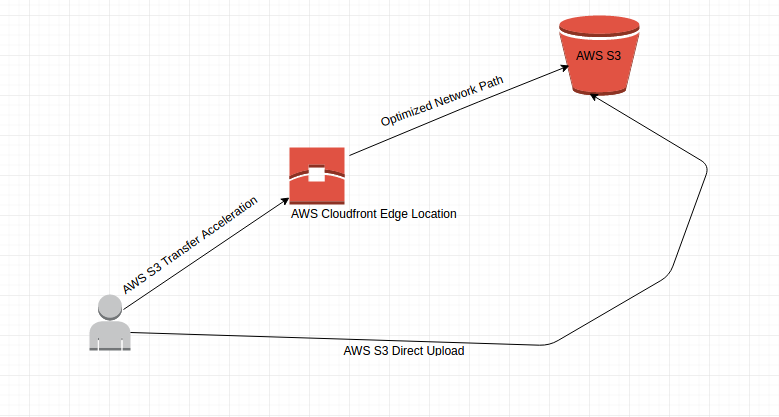 AWS S3
Optimized Network Path
AWS Cloudfront Edge Location
AWS S3 Transfer Acceleration
AWS S3 Direct Upload